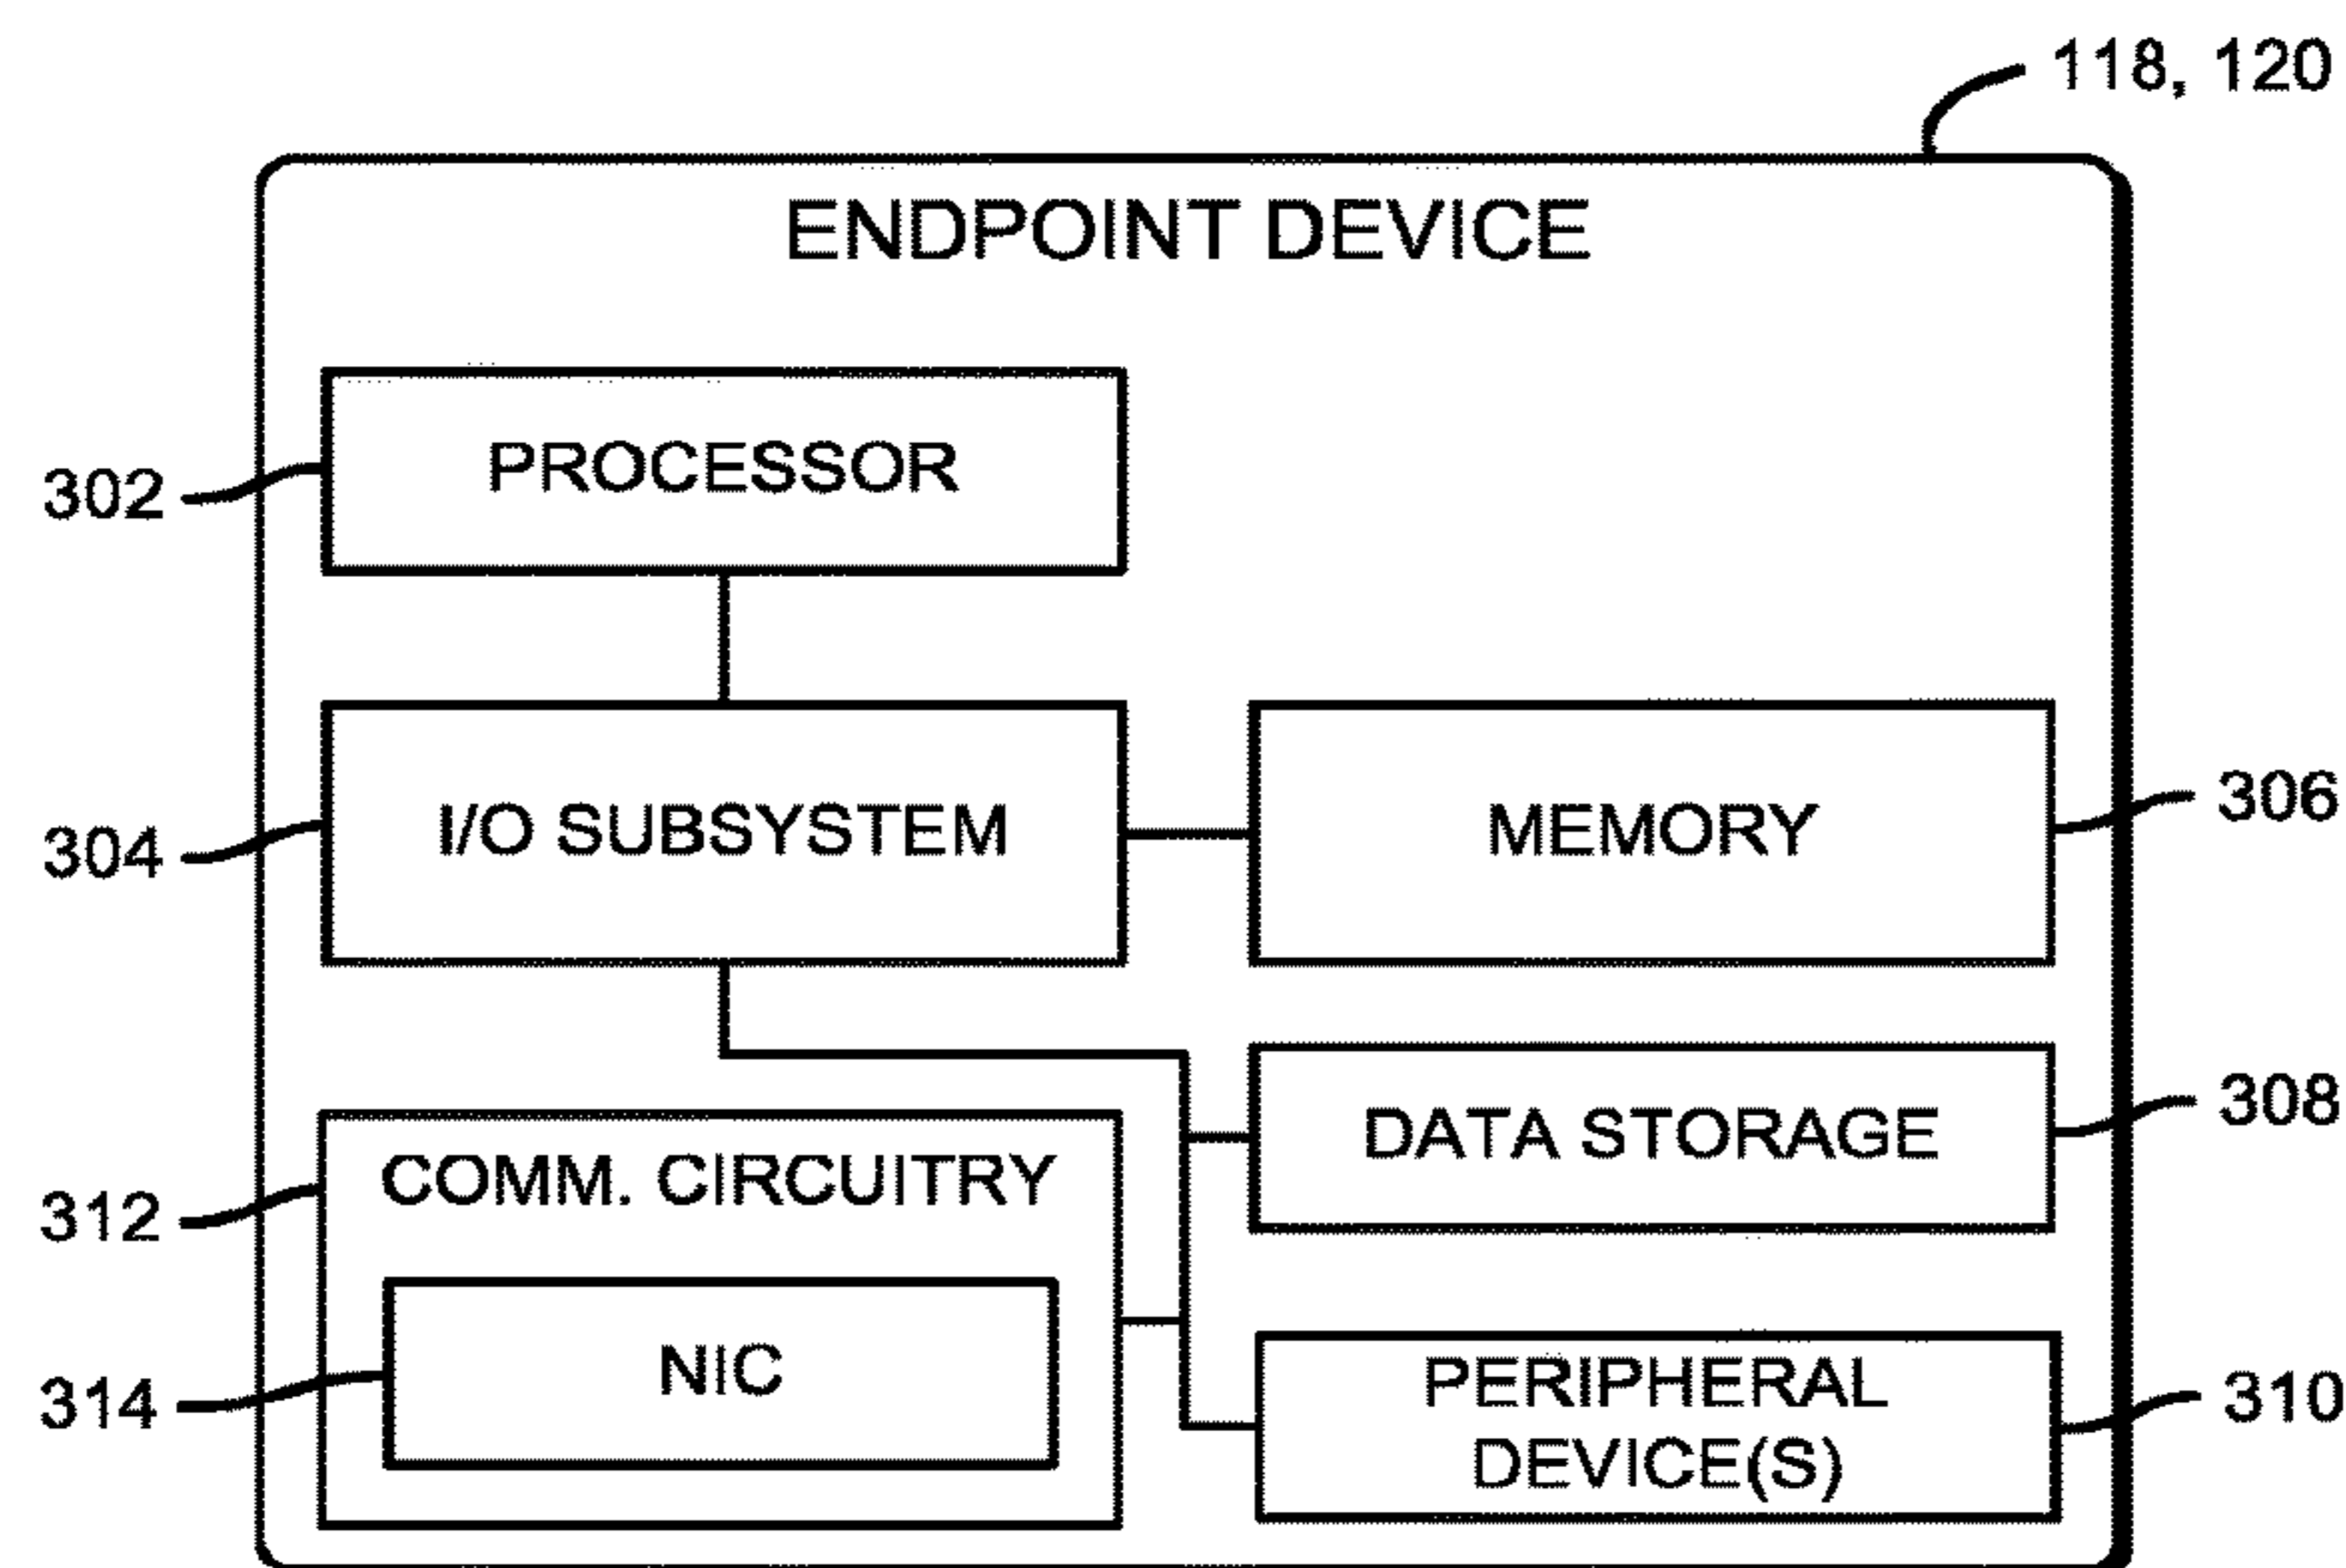 118, 120
ENDPOINT DEVICE
PROCESSOR
302
I/O SUBSYSTEM
304
MEMORY
306
DATA STORAGE
308
COMM. CIRCUITRY
312
NIC
314
PERIPHERAL
DEVICE(S)
310